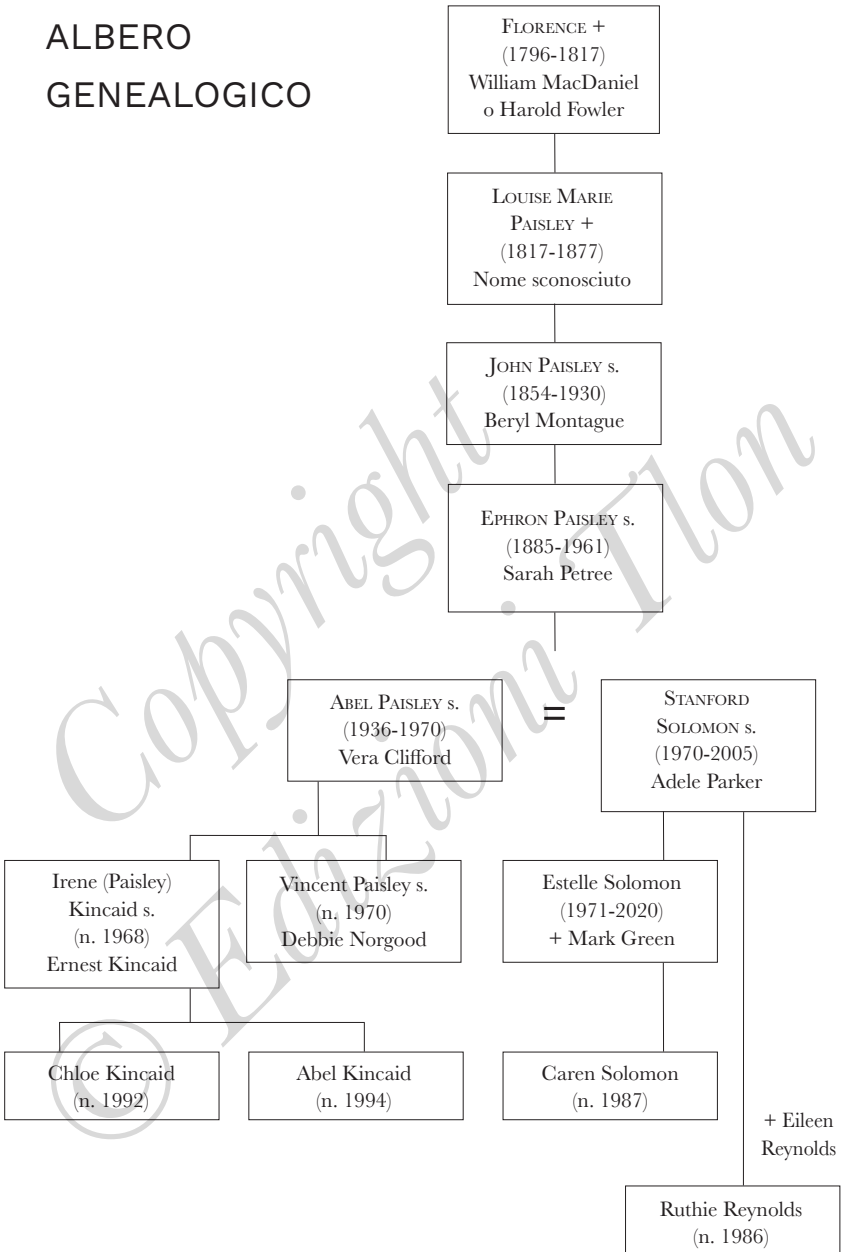 ALBERO
GENEALOGICO
FLORENCE +
(1796-1817)
William MacDaniel
o Harold Fowler
LOUISE MARIE
PAISLEY +
(1817-1877)
Nome sconosciuto
JOHN PAISLEY s.
(1854-1930)
Beryl Montague
EPHRON PAISLEY s.
(1885-1961)
Sarah Petree
ABEL PAISLEY s.
(1936-1970)
Vera Clifford
=
STANFORD
SOLOMON s.
(1970-2005)
Adele Parker
Irene (Paisley)
Kincaid s.
(n. 1968)
Ernest Kincaid
Vincent Paisley s.
(n. 1970)
Debbie Norgood
Estelle Solomon
(1971-2020)
+ Mark Green
Chloe Kincaid
(n. 1992)
Abel Kincaid
(n. 1994)
Caren Solomon
(n. 1987)
+ Eileen
Reynolds
Ruthie Reynolds
(n. 1986)
Copyright
© Edizioni Tlon